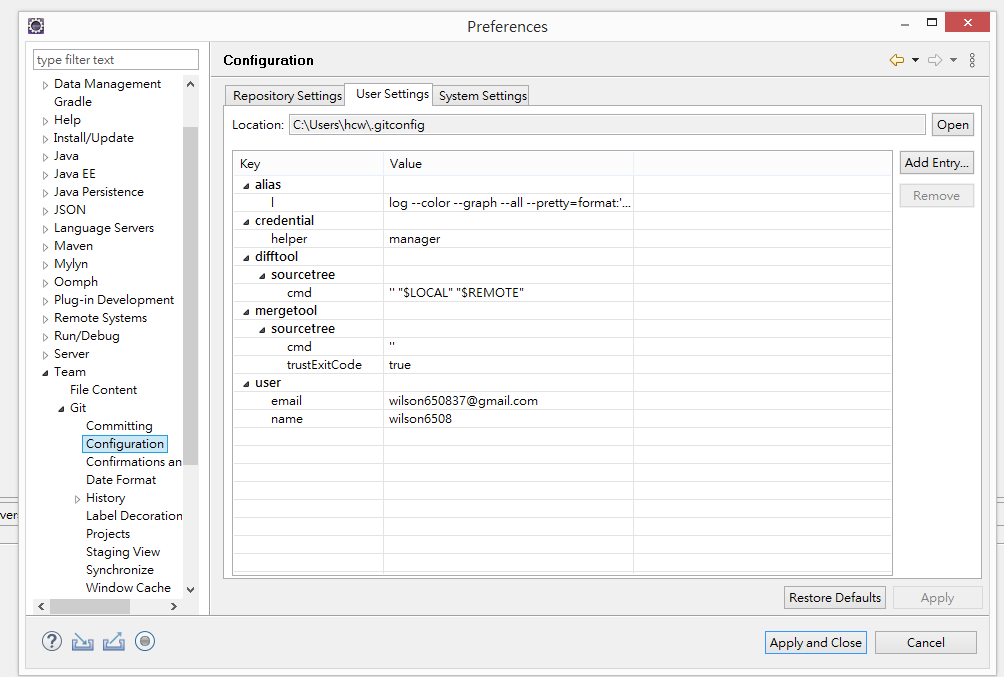 Preferences
type filter text
Data Management
Gradle
Help
Install/Update
Java
Java EE
Java Persistence
JSON
Language Servers
Maven
Mylyn
Oomph
Plug-in Development
Remote Systems
Run/Debug
Server
Team
File Content
Git
Committing
Configuration
Confirmations an
Date Format
History
Label Decoration
Projects
Staging View
Synchronize
Window Cache
Configuration
Repository Settings User Settings System Settings
Location: C:\Users\hcw\.gitconfig Open
Key Value
Add Entry...
Remove
alias
l log --color --graph --all --pretty=format:'...
credential
helper manager
difftool
sourcetree
cmd '' "$LOCAL" "$REMOTE"
mergetool
sourcetree
cmd ''
trustExitCode true
user
email wilson650837@gmail.com
name wilson6508
Restore Defaults Apply
Apply and Close Cancel
ver